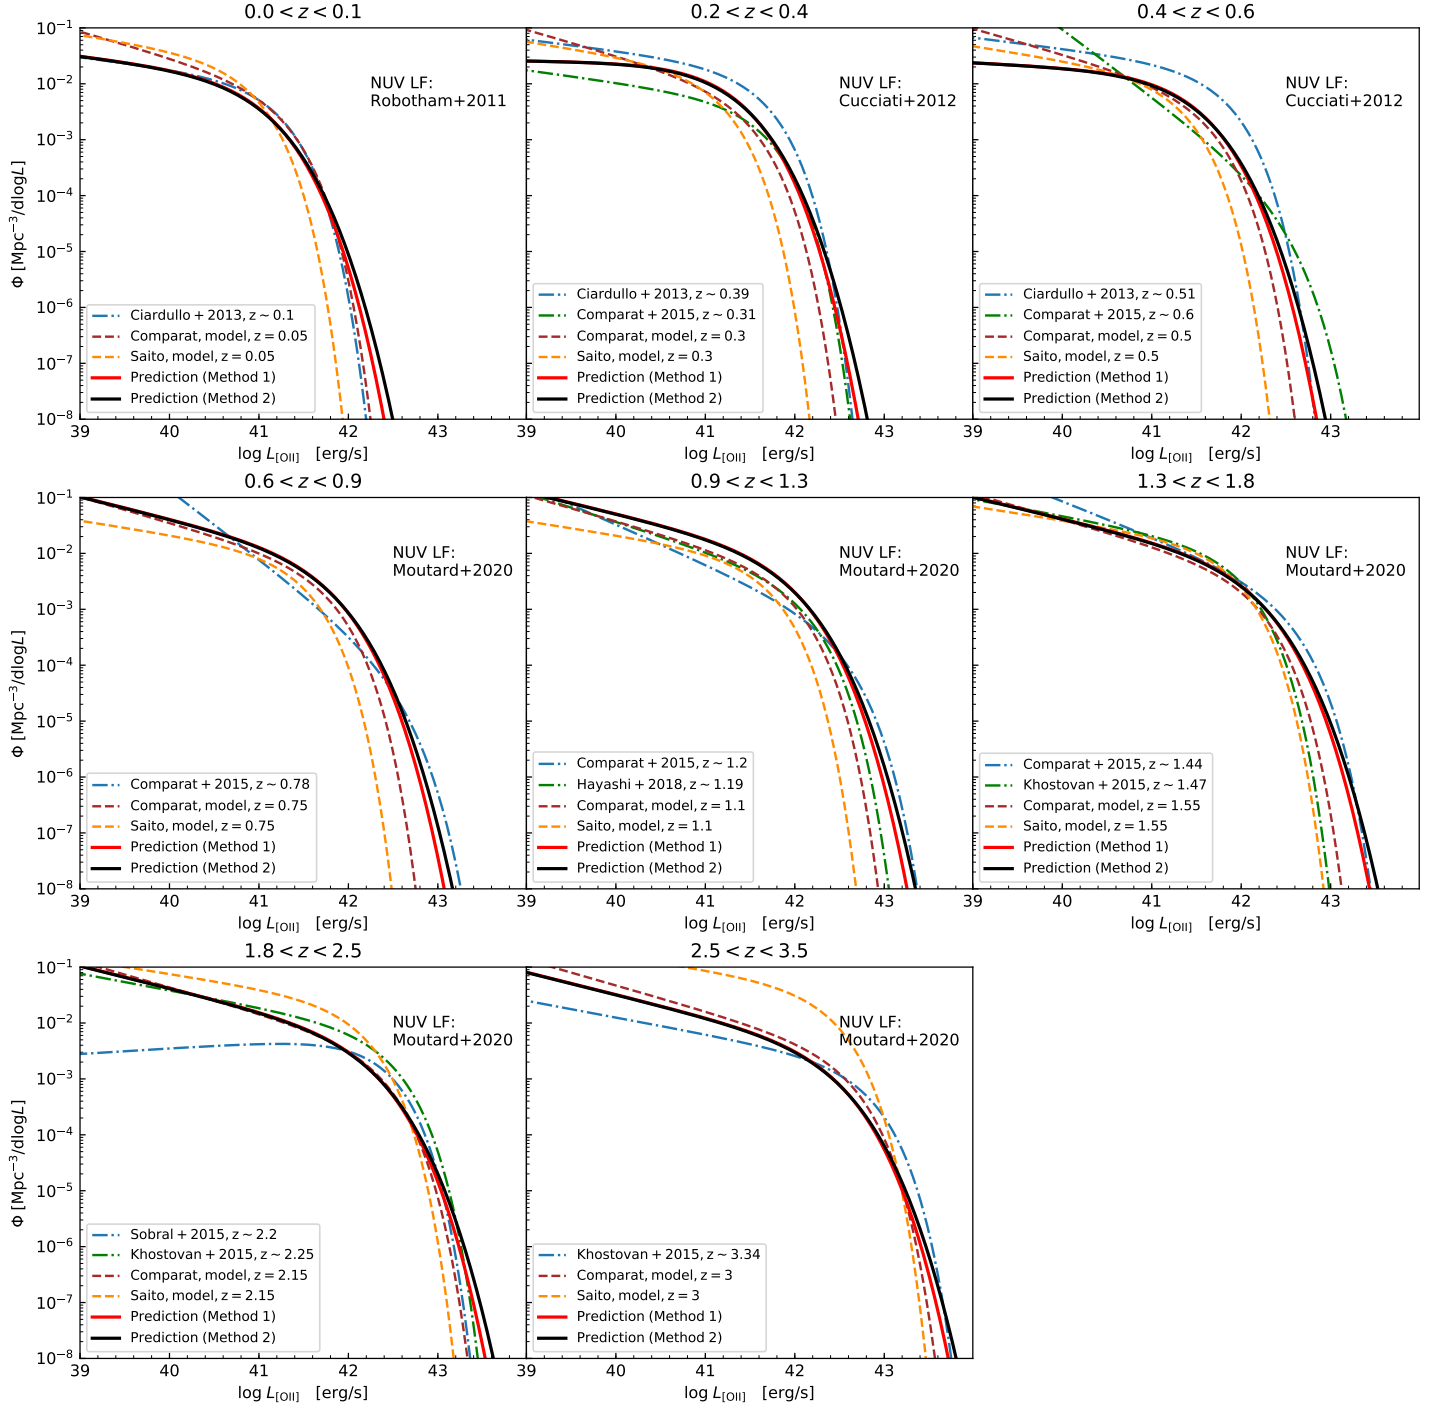 0.0 < z < 0.1
0.2 < z < 0.4
0.4 < z < 0.6
10⁻¹
10⁻²
10⁻³
10⁻⁴
10⁻⁵
10⁻⁶
10⁻⁷
10⁻⁸
Φ [Mpc⁻³/dlogL]
NUV LF:
Robotham+2011
Ciardullo + 2013, z ~ 0.1
Comparat, model, z = 0.05
Saito, model, z = 0.05
Prediction (Method 1)
Prediction (Method 2)
39 40 41 42 43
log L[OII] [erg/s]
NUV LF:
Cucciati+2012
Ciardullo + 2013, z ~ 0.39
Comparat + 2015, z ~ 0.31
Comparat, model, z = 0.3
Saito, model, z = 0.3
Prediction (Method 1)
Prediction (Method 2)
39 40 41 42 43
log L[OII] [erg/s]
NUV LF:
Cucciati+2012
Ciardullo + 2013, z ~ 0.51
Comparat + 2015, z ~ 0.6
Comparat, model, z = 0.5
Saito, model, z = 0.5
Prediction (Method 1)
Prediction (Method 2)
39 40 41 42 43
log L[OII] [erg/s]
0.6 < z < 0.9
0.9 < z < 1.3
1.3 < z < 1.8
10⁻¹
10⁻²
10⁻³
10⁻⁴
10⁻⁵
10⁻⁶
10⁻⁷
10⁻⁸
Φ [Mpc⁻³/dlogL]
NUV LF:
Moutard+2020
Comparat + 2015, z ~ 0.78
Comparat, model, z = 0.75
Saito, model, z = 0.75
Prediction (Method 1)
Prediction (Method 2)
39 40 41 42 43
log L[OII] [erg/s]
NUV LF:
Moutard+2020
Comparat + 2015, z ~ 1.2
Hayashi + 2018, z ~ 1.19
Comparat, model, z = 1.1
Saito, model, z = 1.1
Prediction (Method 1)
Prediction (Method 2)
39 40 41 42 43
log L[OII] [erg/s]
NUV LF:
Moutard+2020
Comparat + 2015, z ~ 1.44
Khostovan + 2015, z ~ 1.47
Comparat, model, z = 1.55
Saito, model, z = 1.55
Prediction (Method 1)
Prediction (Method 2)
39 40 41 42 43
log L[OII] [erg/s]
1.8 < z < 2.5
2.5 < z < 3.5
10⁻¹
10⁻²
10⁻³
10⁻⁴
10⁻⁵
10⁻⁶
10⁻⁷
10⁻⁸
Φ [Mpc⁻³/dlogL]
NUV LF:
Moutard+2020
Sobral + 2015, z ~ 2.2
Khostovan + 2015, z ~ 2.25
Comparat, model, z = 2.15
Saito, model, z = 2.15
Prediction (Method 1)
Prediction (Method 2)
39 40 41 42 43
log L[OII] [erg/s]
NUV LF:
Moutard+2020
Khostovan + 2015, z ~ 3.34
Comparat, model, z = 3
Saito, model, z = 3
Prediction (Method 1)
Prediction (Method 2)
39 40 41 42 43
log L[OII] [erg/s]